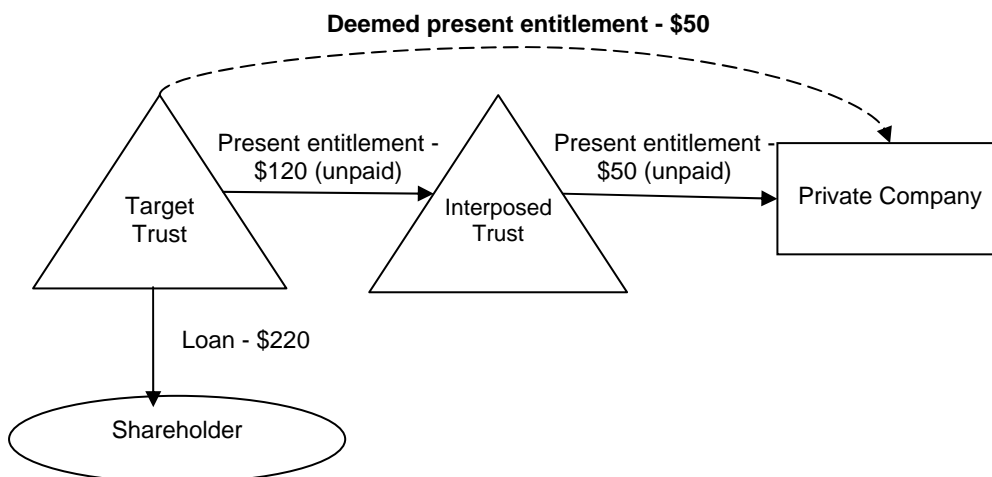 Deemed present entitlement - $50
Present entitlement -
$120 (unpaid)
Present entitlement -
$50 (unpaid)
Target
Trust
Interposed
Trust
Private Company
Loan - $220
Shareholder